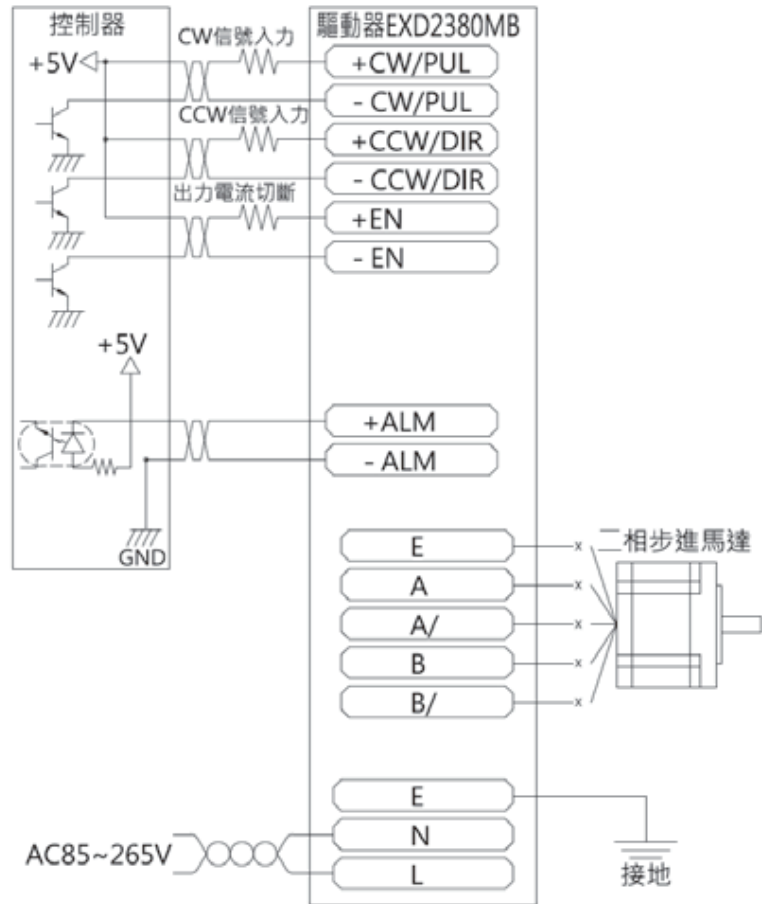 控制器
驅動器EXD2380MB
CW信號入力
+5V
+CW/PUL
- CW/PUL
CCW信號入力
+CCW/DIR
- CCW/DIR
出力電流切斷
+EN
- EN
+5V
+ALM
- ALM
GND
E
二相步進馬達
A
A/
B
B/
E
N
AC85~265V
L
接地
x
x
x
x
x